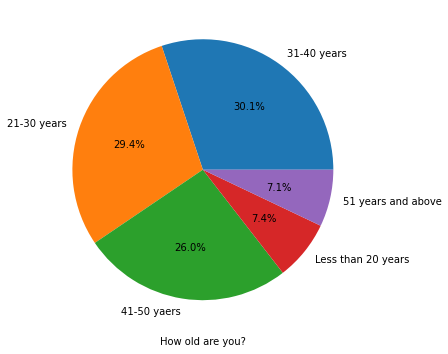 31-40 years
30.1%
21-30 years
29.4%
7.1%
51 years and above
7.4%
26.0%
Less than 20 years
41-50 yaers
How old are you?